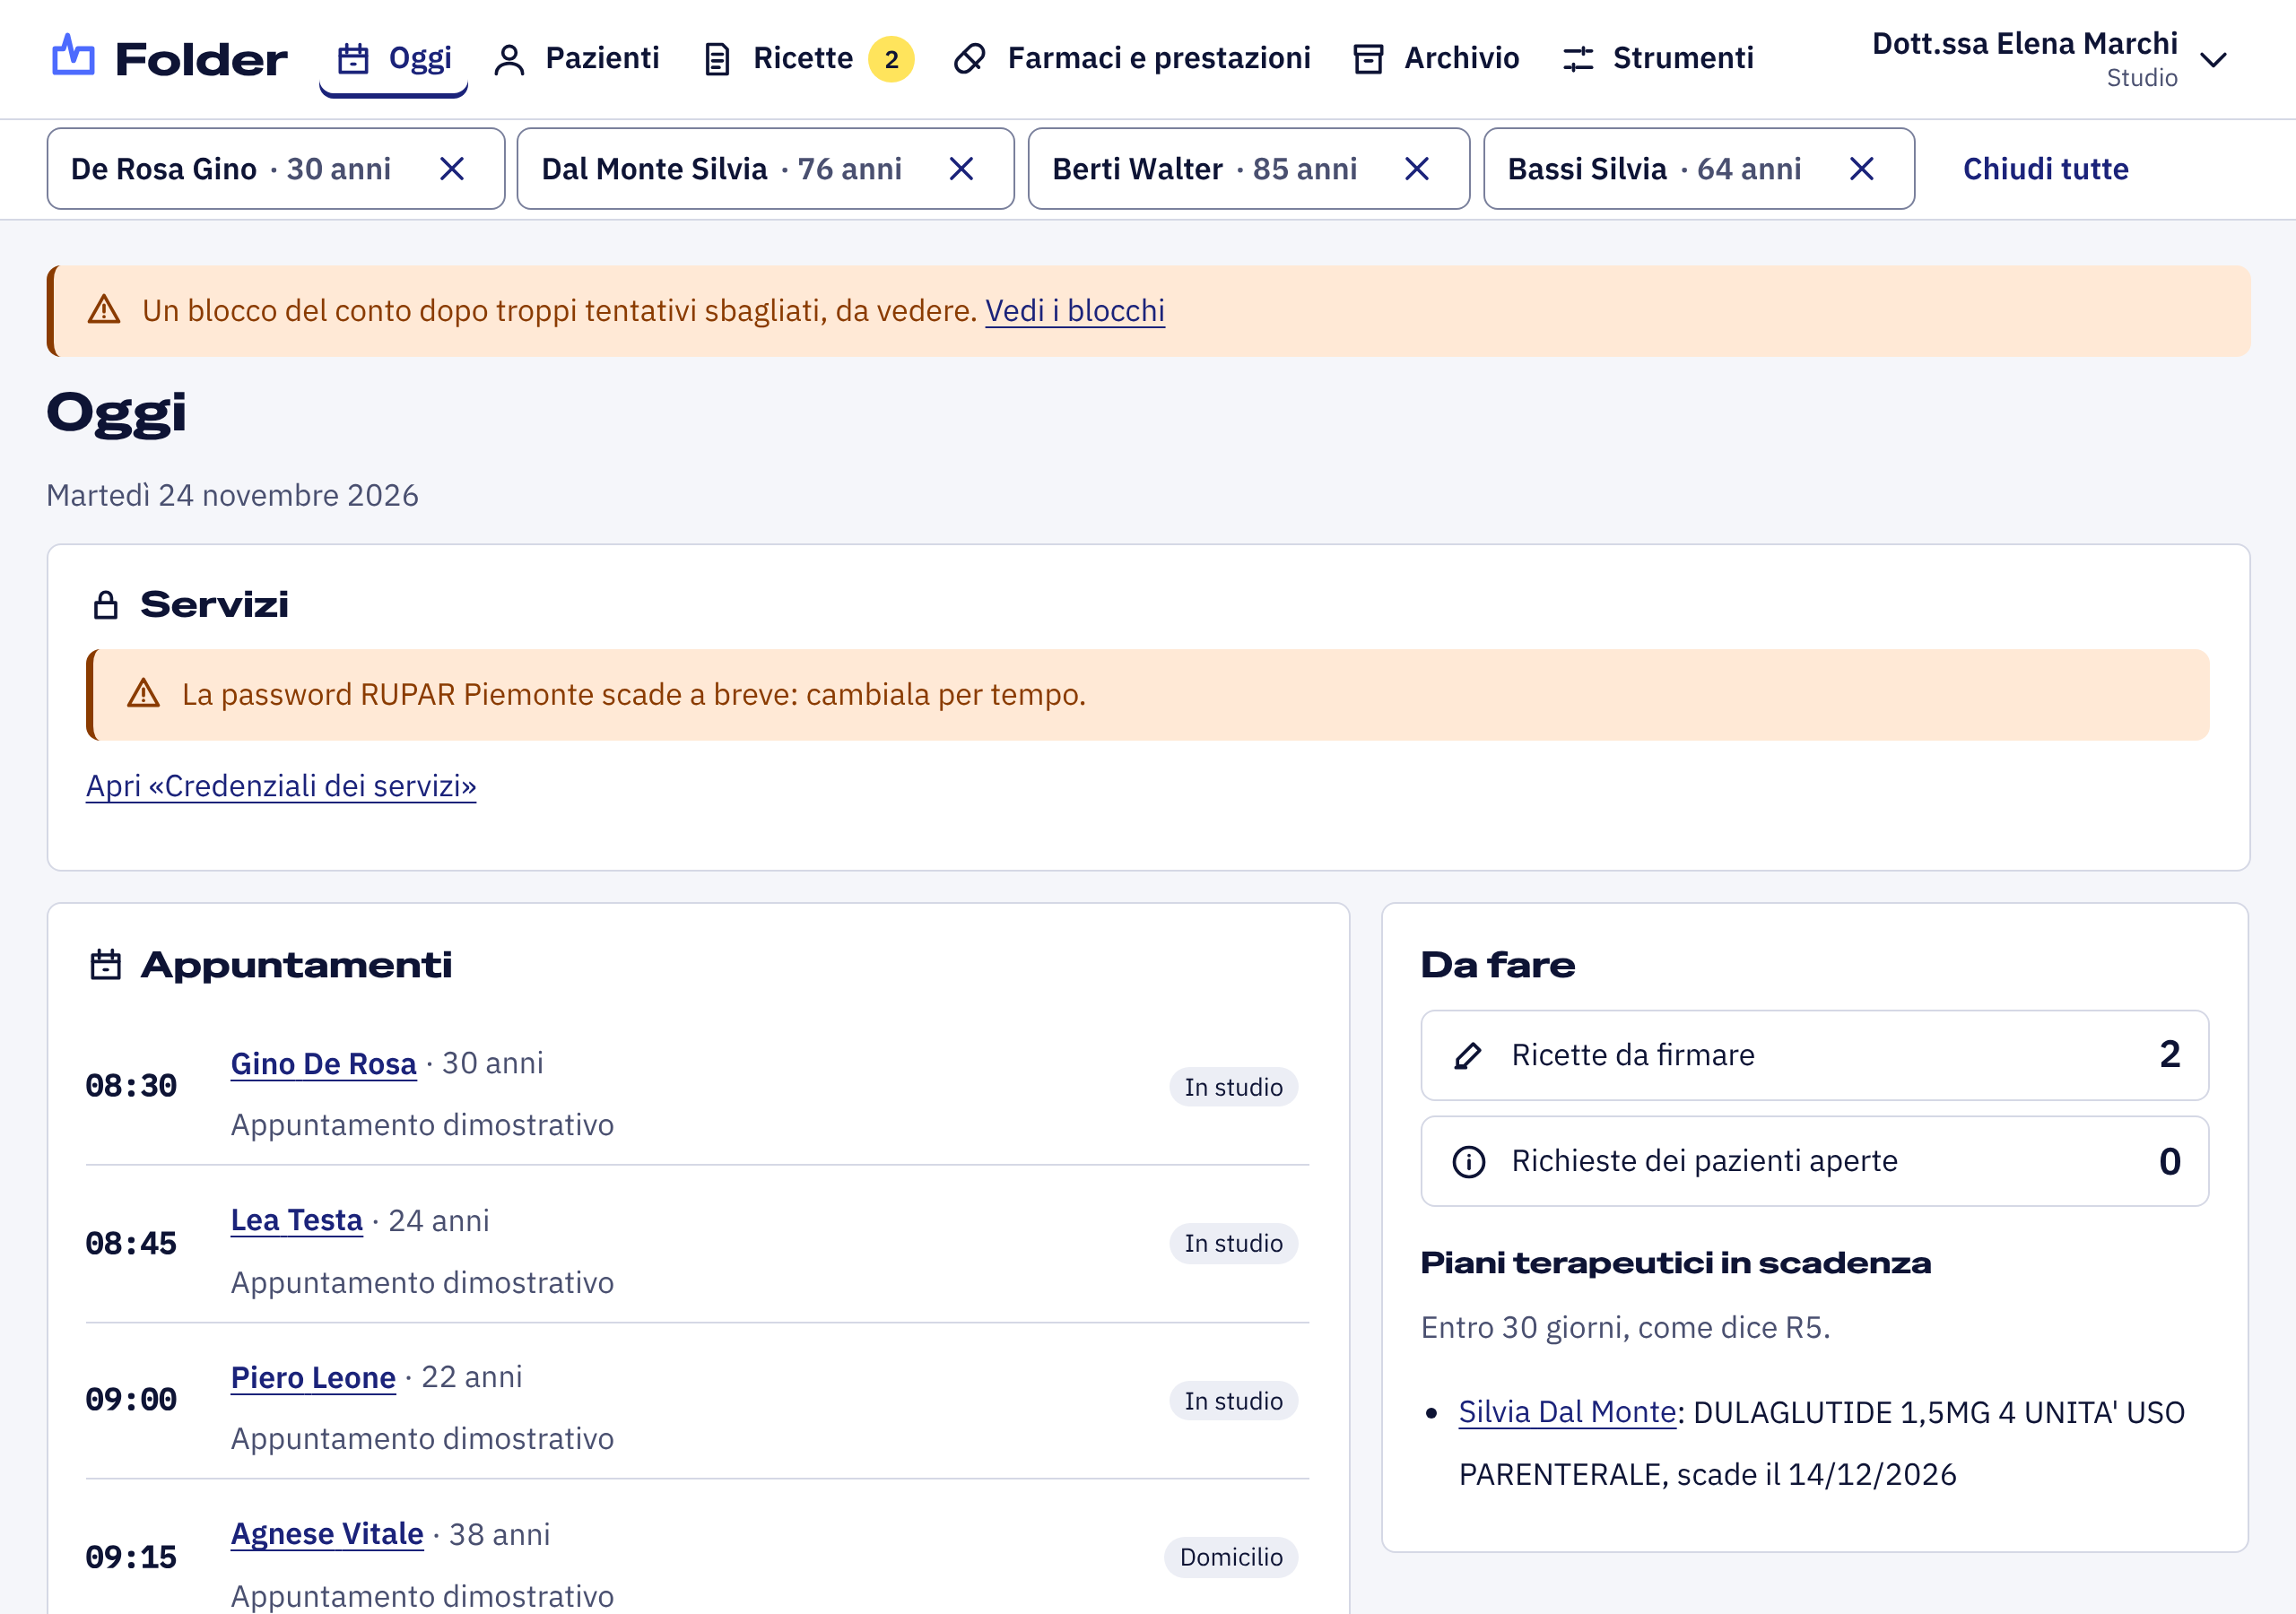 Folder
Oggi
Pazienti
Ricette 2
Farmaci e prestazioni
Archivio
Strumenti
Dott.ssa Elena Marchi
Studio
De Rosa Gino · 30 anni
Dal Monte Silvia · 76 anni
Berti Walter · 85 anni
Bassi Silvia · 64 anni
Chiudi tutte
Un blocco del conto dopo troppi tentativi sbagliati, da vedere. Vedi i blocchi
Oggi
Martedì 24 novembre 2026
Servizi
La password RUPAR Piemonte scade a breve: cambiala per tempo.
Apri «Credenziali dei servizi»
Appuntamenti
08:30
Gino De Rosa · 30 anni
Appuntamento dimostrativo
In studio
08:45
Lea Testa · 24 anni
Appuntamento dimostrativo
In studio
09:00
Piero Leone · 22 anni
Appuntamento dimostrativo
In studio
09:15
Agnese Vitale · 38 anni
Appuntamento dimostrativo
Domicilio
Da fare
Ricette da firmare 2
Richieste dei pazienti aperte 0
Piani terapeutici in scadenza
Entro 30 giorni, come dice R5.
• Silvia Dal Monte: DULAGLUTIDE 1,5MG 4 UNITA' USO
PARENTERALE, scade il 14/12/2026